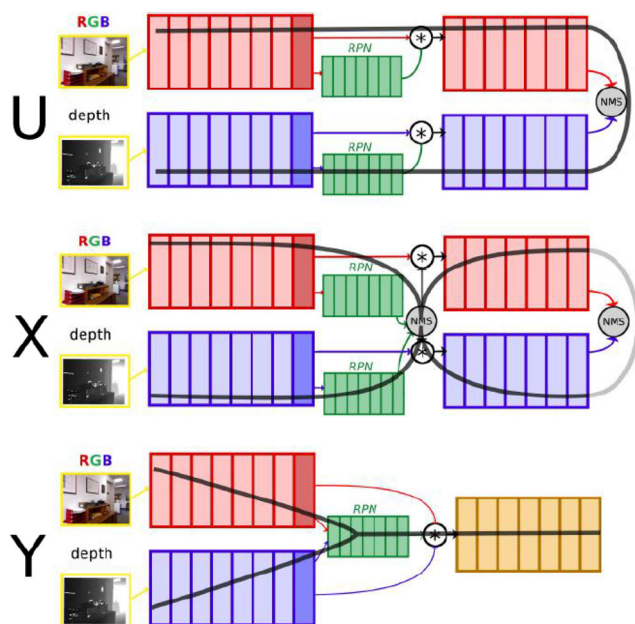 RGB
RPN
*
NMS
U
depth
*
RPN
RGB
*
RPN
NMS
X
depth
*
NMS
RPN
RGB
RPN
*
Y
depth